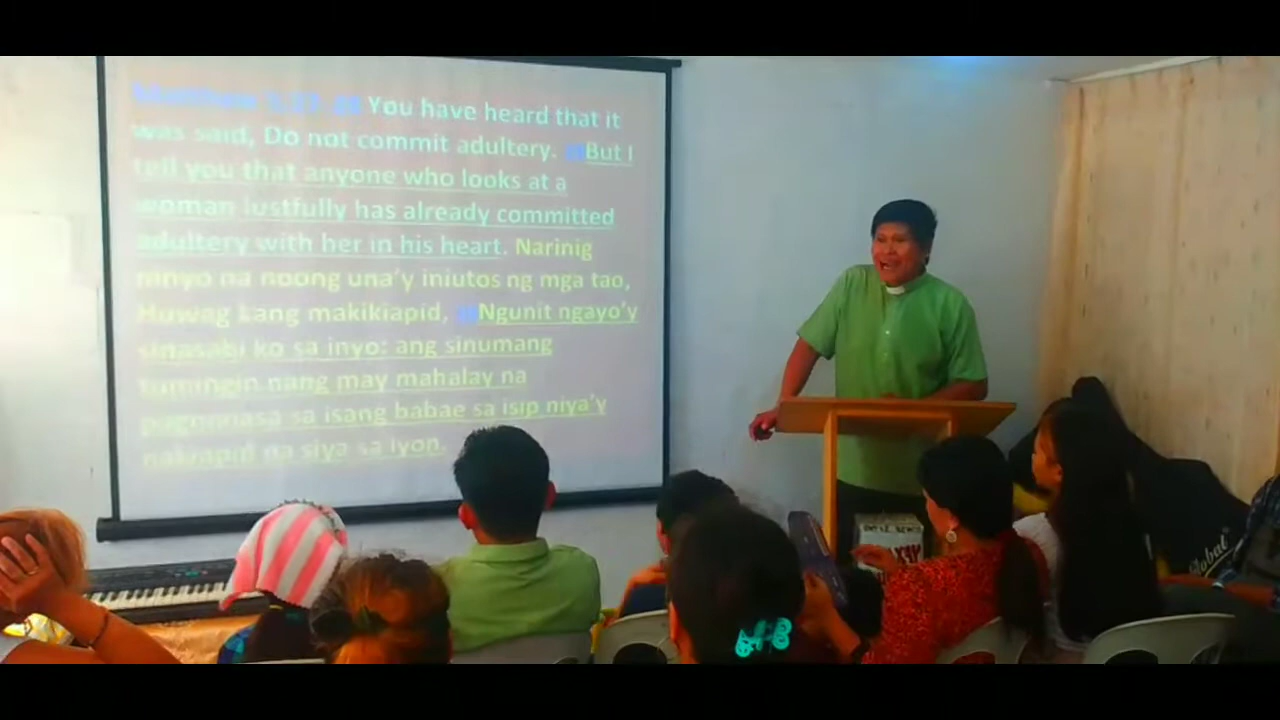 Matthew 5:27-28 You have heard that it
was said, Do not commit adultery. 28But I
tell you that anyone who looks at a
woman lustfully has already committed
adultery with her in his heart. Narinig
ninyo na noong una’y iniutos ng mga tao,
Huwag kang makikiapid, Ngunit ngayo’y
sinasabi ko sa inyo: ang sinumang
tumingin nang may mahalay na
pagnanasa sa isang babae sa isip niya’y
nakiapid na siya sa iyon.
Global